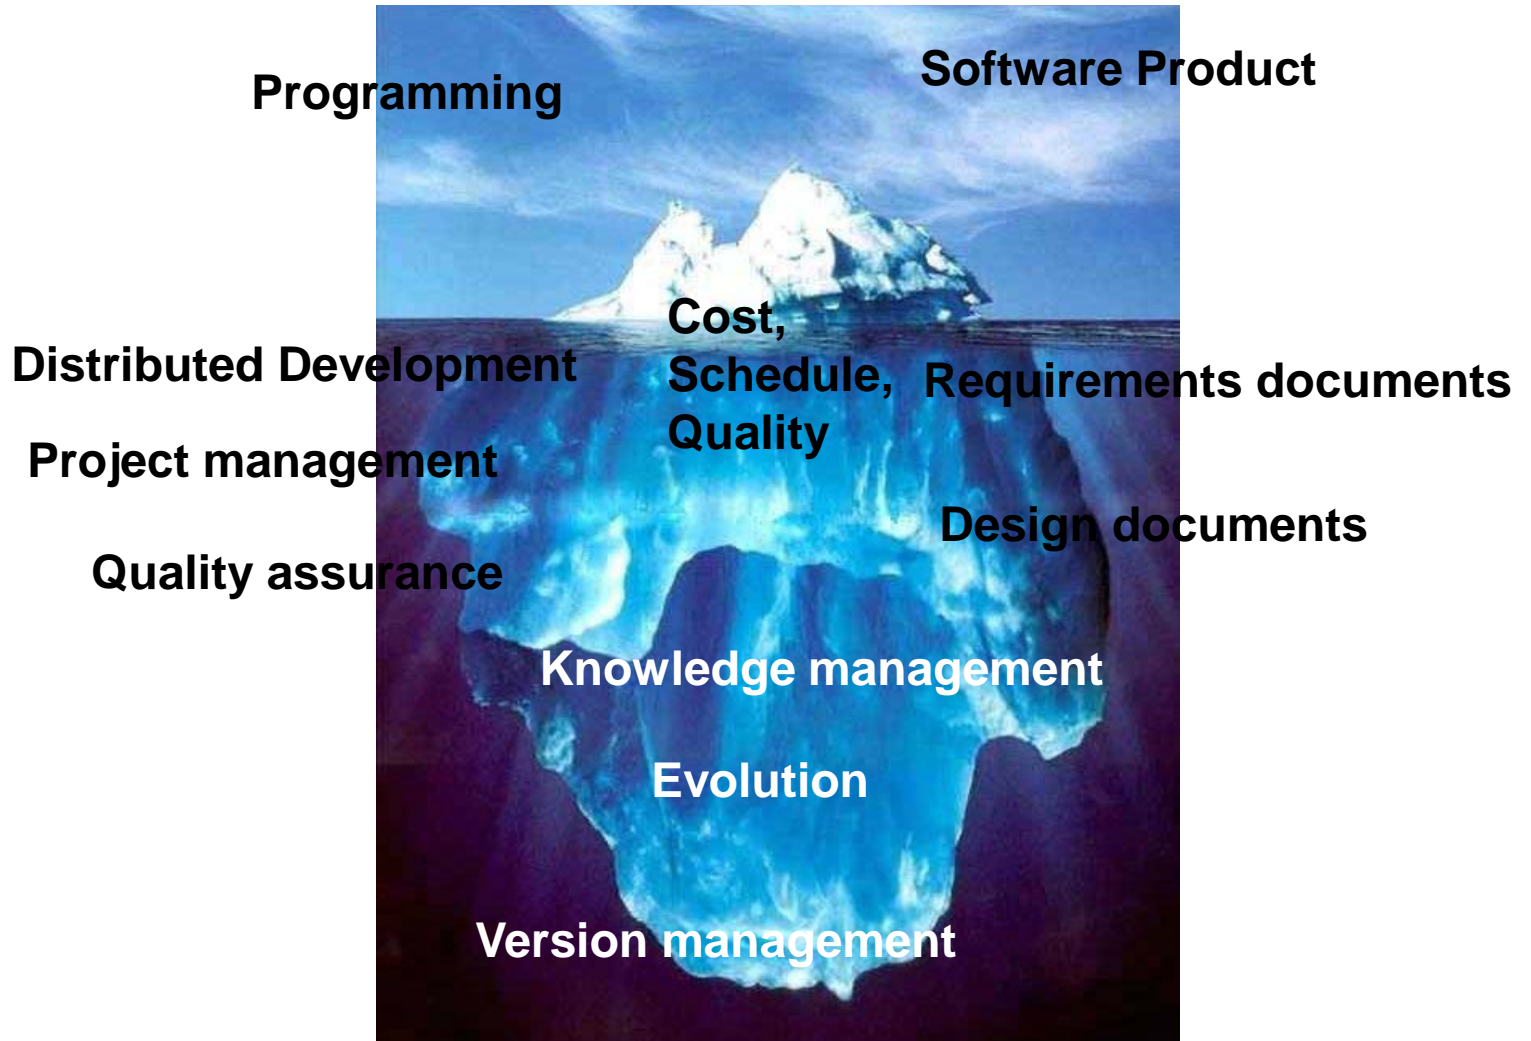 Programming
Software Product
Cost,
Schedule,
Quality
Distributed Development
Requirements documents
Project management
Design documents
Quality assurance
Knowledge management
Evolution
Version management